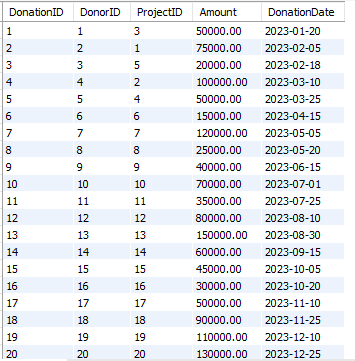 DonationID DonorID ProjectID Amount DonationDate
1 1 3 50000.00 2023-01-20
2 2 1 75000.00 2023-02-05
3 3 5 20000.00 2023-02-18
4 4 2 100000.00 2023-03-10
5 5 4 50000.00 2023-03-25
6 6 6 15000.00 2023-04-15
7 7 7 120000.00 2023-05-05
8 8 8 25000.00 2023-05-20
9 9 9 40000.00 2023-06-15
10 10 10 70000.00 2023-07-01
11 11 11 35000.00 2023-07-25
12 12 12 80000.00 2023-08-10
13 13 13 150000.00 2023-08-30
14 14 14 60000.00 2023-09-15
15 15 15 45000.00 2023-10-05
16 16 16 30000.00 2023-10-20
17 17 17 50000.00 2023-11-10
18 18 18 90000.00 2023-11-25
19 19 19 110000.00 2023-12-10
20 20 20 130000.00 2023-12-25